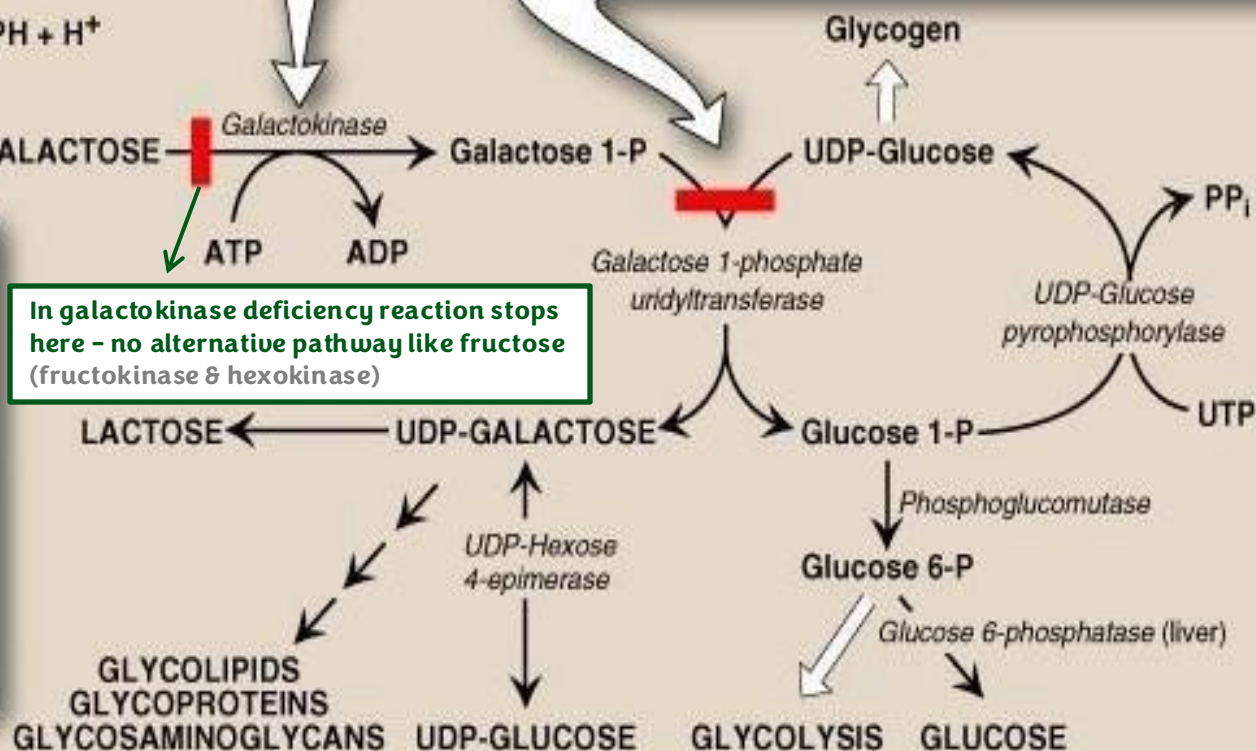 PH + H+
Glycogen
Galactokinase
ALACTOSE
Galactose 1-P
UDP-Glucose
PPi
ATP
ADP
Galactose 1-phosphate
uridyltransferase
UDP-Glucose
pyrophosphorylase
In galactokinase deficiency reaction stops
here - no alternative pathway like fructose
(fructokinase & hexokinase)
UTP
LACTOSE
UDP-GALACTOSE
Glucose 1-P
Phosphoglucomutase
UDP-Hexose
4-epimerase
Glucose 6-P
Glucose 6-phosphatase (liver)
GLYCOLIPIDS
GLYCOPROTEINS
GLYCOSAMINOGLYCANS
UDP-GLUCOSE
GLYCOLYSIS
GLUCOSE